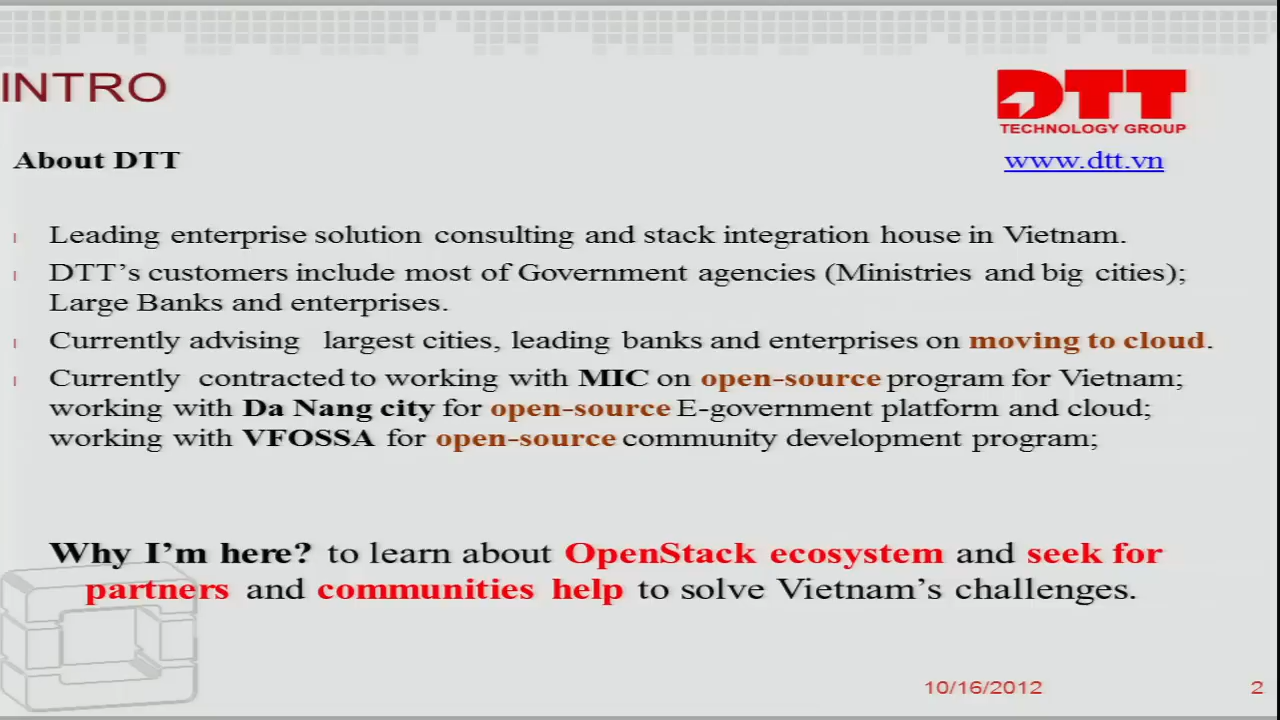 INTRO
DTT
TECHNOLOGY GROUP
About DTT
www.dtt.vn
Leading enterprise solution consulting and stack integration house in Vietnam.
DTT's customers include most of Government agencies (Ministries and big cities);
Large Banks and enterprises.
Currently advising largest cities, leading banks and enterprises on moving to cloud.
Currently contracted to working with MIC on open-source program for Vietnam;
working with Da Nang city for open-source E-government platform and cloud;
working with VFOSSA for open-source community development program;
Why I'm here? to learn about OpenStack ecosystem and seek for
partners and communities help to solve Vietnam's challenges.
10/16/2012
2